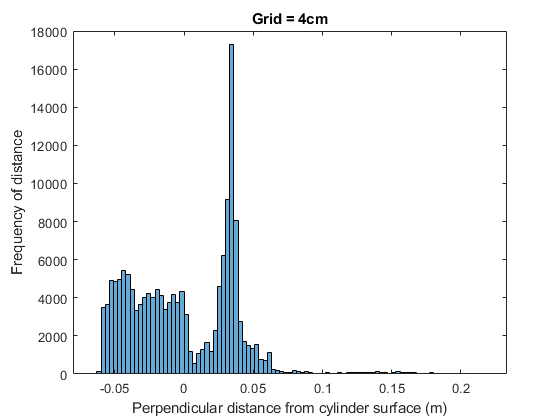 Grid = 4cm
18000
16000
14000
12000
10000
8000
6000
4000
2000
0
Frequency of distance
-0.05 0 0.05 0.1 0.15 0.2
Perpendicular distance from cylinder surface (m)